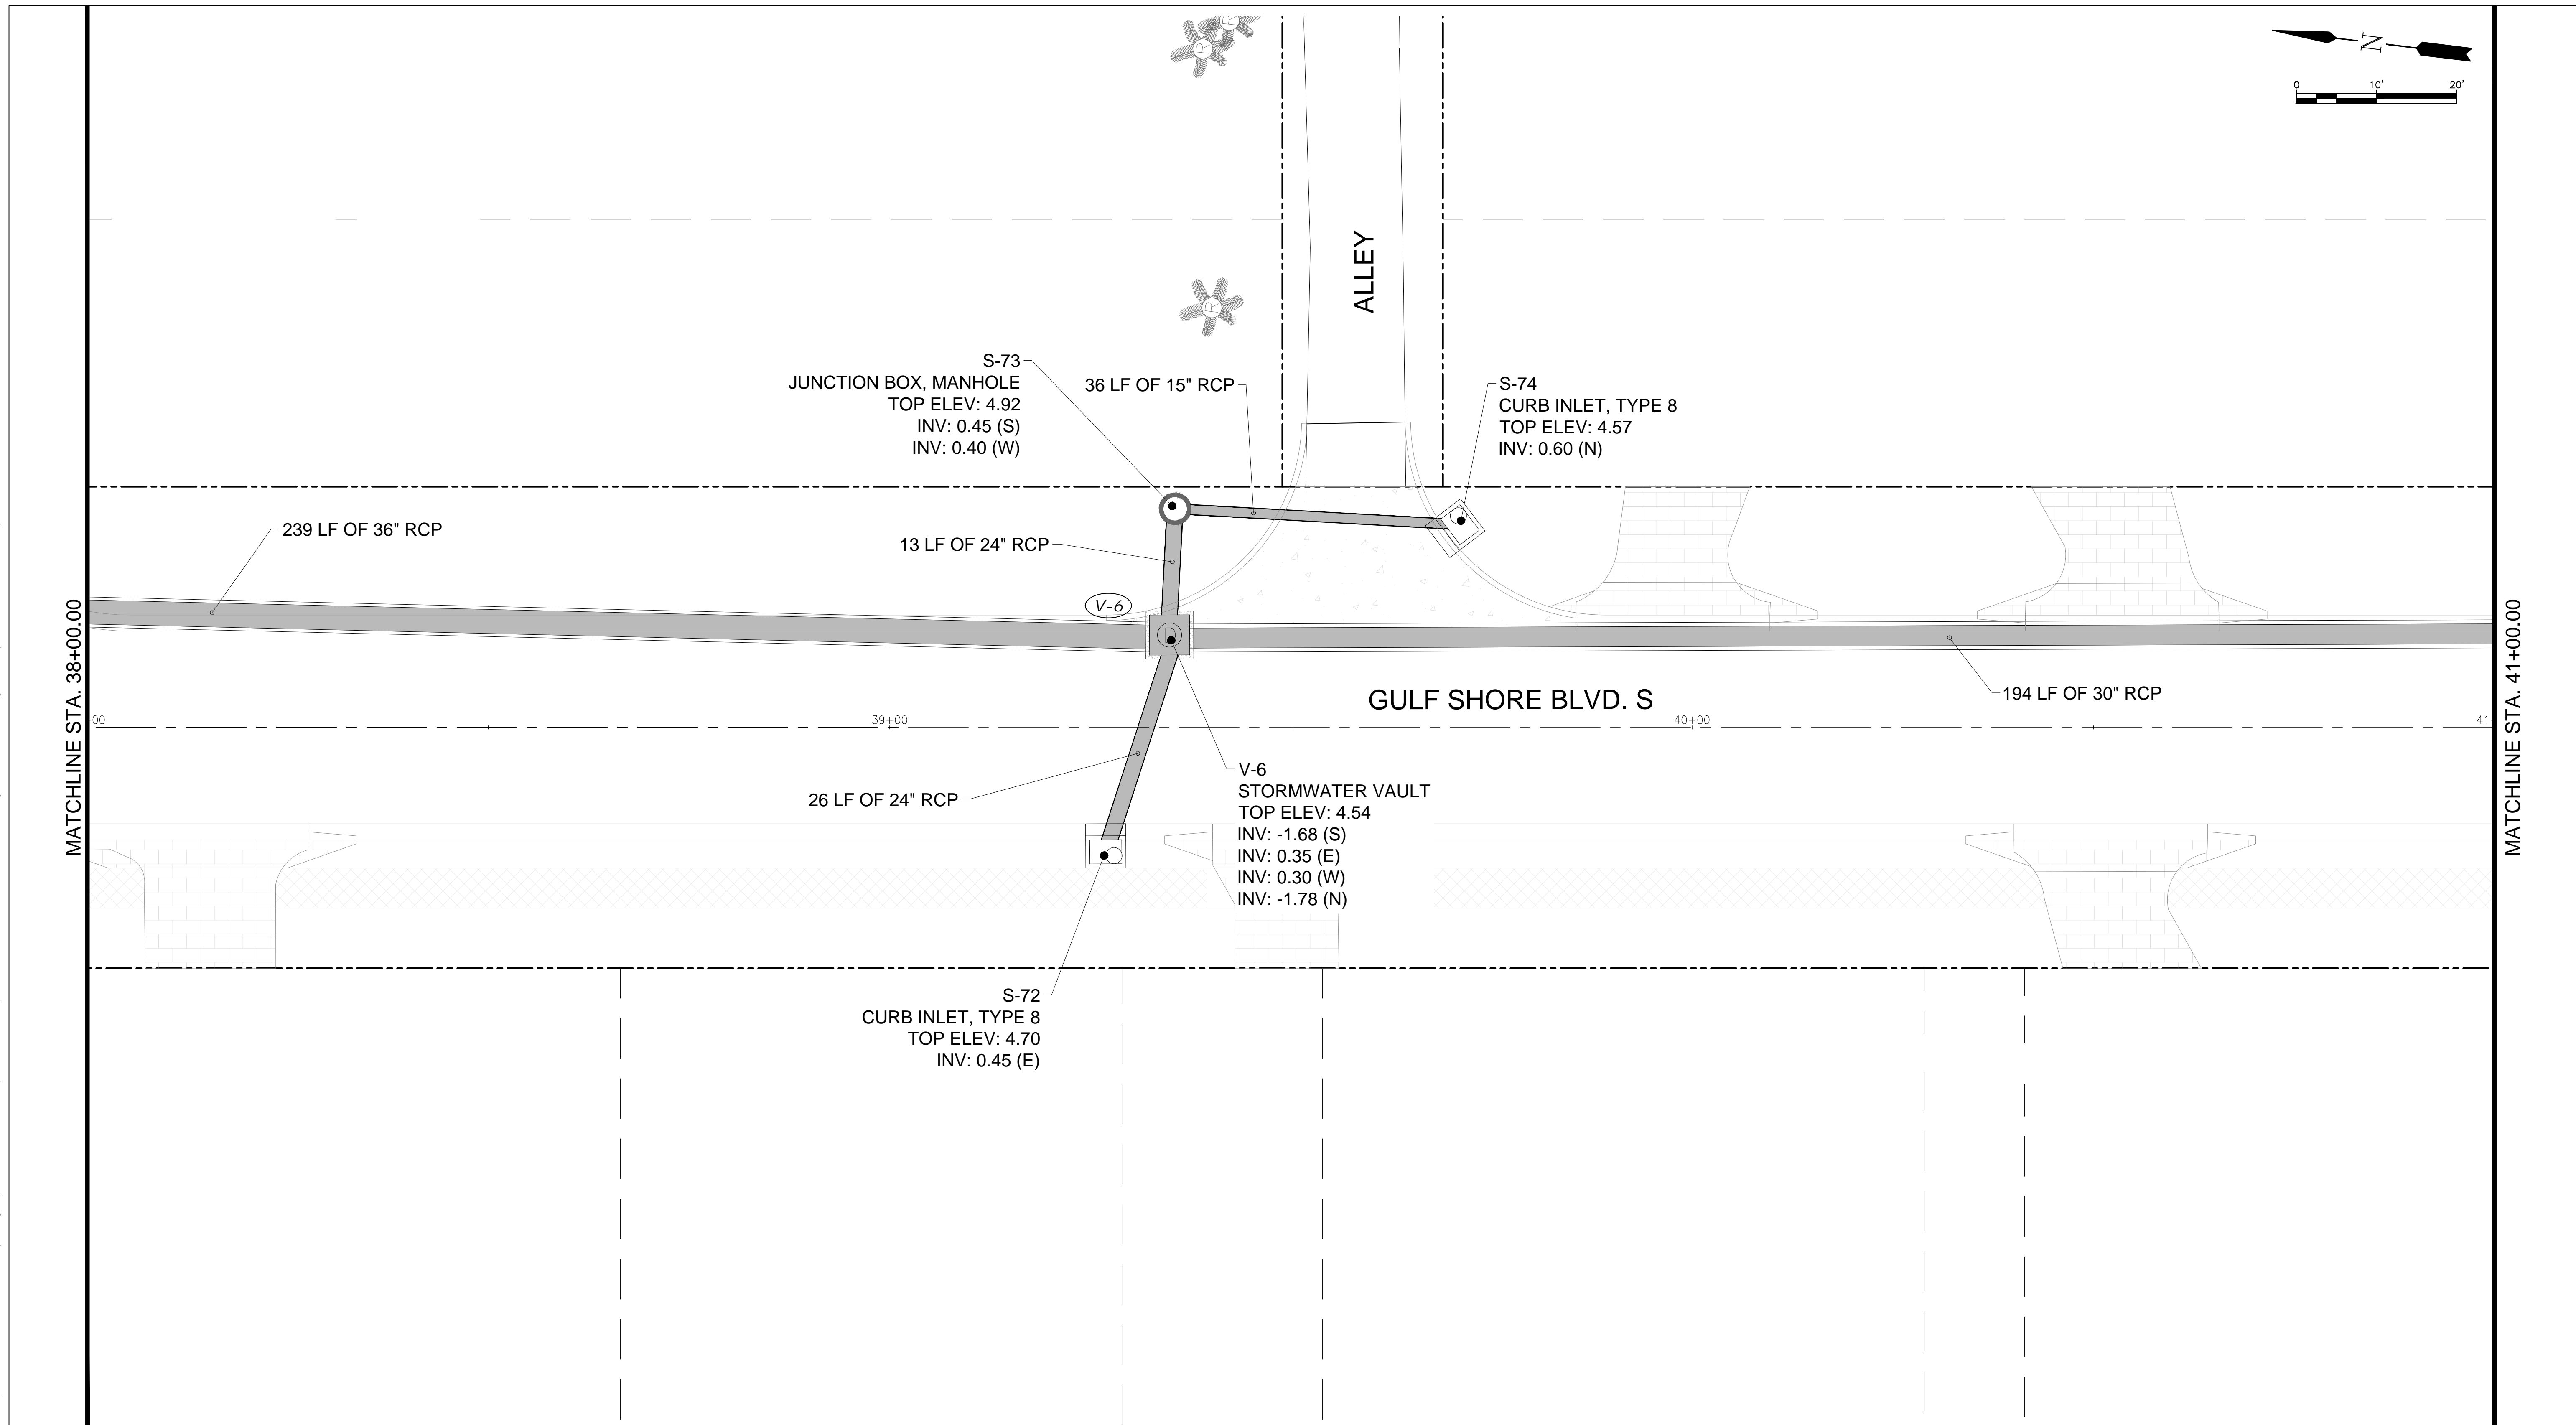 N
0 10' 20'
ALLEY
S-73
JUNCTION BOX, MANHOLE
TOP ELEV: 4.92
INV: 0.45 (S)
INV: 0.40 (W)
36 LF OF 15" RCP
S-74
CURB INLET, TYPE 8
TOP ELEV: 4.57
INV: 0.60 (N)
239 LF OF 36" RCP
13 LF OF 24" RCP
V-6
D
MATCHLINE STA. 38+00.00
MATCHLINE STA. 41+00.00
GULF SHORE BLVD. S
194 LF OF 30" RCP
00
39+00
40+00
41
26 LF OF 24" RCP
V-6
STORMWATER VAULT
TOP ELEV: 4.54
INV: -1.68 (S)
INV: 0.35 (E)
INV: 0.30 (W)
INV: -1.78 (N)
S-72
CURB INLET, TYPE 8
TOP ELEV: 4.70
INV: 0.45 (E)
R
R
R